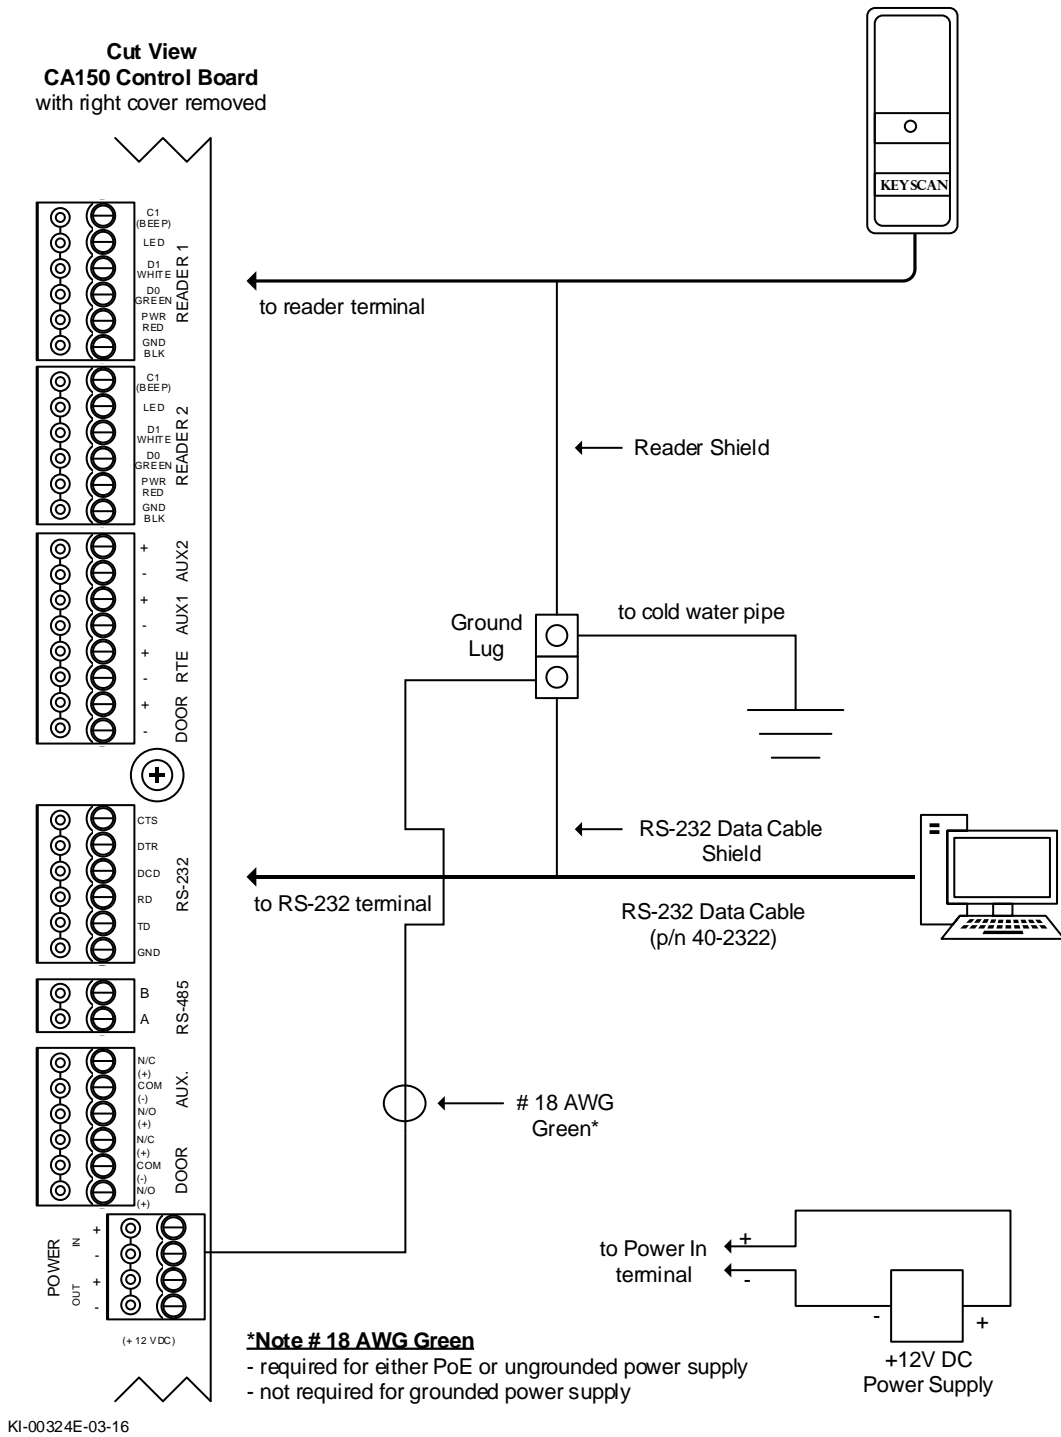 Cut View
CA150 Control Board
with right cover removed
KEYSCAN
C1
(BEEP)
LED
D1
WHITE
D0
GREEN
PWR
RED
GND
BLK
READER 1
to reader terminal
C1
(BEEP)
LED
D1
WHITE
D0
GREEN
PWR
RED
GND
BLK
READER 2
Reader Shield
+
-
AUX2
+
-
AUX1
+
-
RTE
+
-
DOOR
Ground
Lug
to cold water pipe
CTS
DTR
DCD
RD
TD
GND
RS-232
to RS-232 terminal
RS-232 Data Cable
Shield
RS-232 Data Cable
(p/n 40-2322)
B
A
RS-485
N/C
(+)
COM
(-)
N/O
(+)
AUX.
N/C
(+)
COM
(-)
N/O
(+)
DOOR
# 18 AWG
Green*
POWER
IN
+
-
OUT
+
-
(+ 12 VDC)
to Power In
terminal
+
-
-
+
+12V DC
Power Supply
*Note # 18 AWG Green
- required for either PoE or ungrounded power supply
- not required for grounded power supply
KI-00324E-03-16